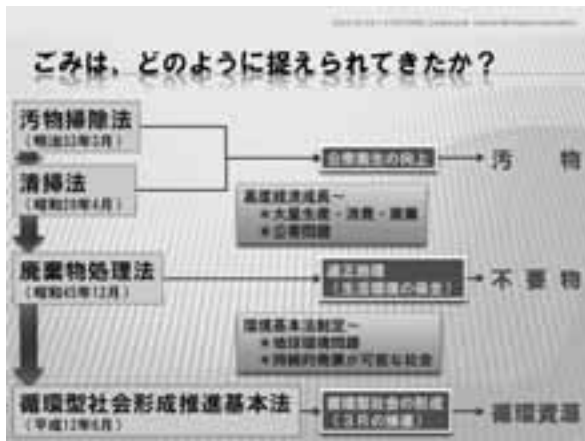 ごみは、どのように捉えられてきたか?
汚物掃除法
(明治33年3月)
公衆衛生の向上
汚 物
清掃法
(昭和29年4月)
高度経済成長~
*大量生産・消費・廃棄
*公害問題
廃棄物処理法
(昭和45年12月)
適正処理
(生活環境の保全)
不要物
環境基本法制定~
*地球環境問題
*持続的発展が可能な社会
循環型社会形成推進基本法
(平成12年6月)
循環型社会の形成
(3Rの推進)
循環資源